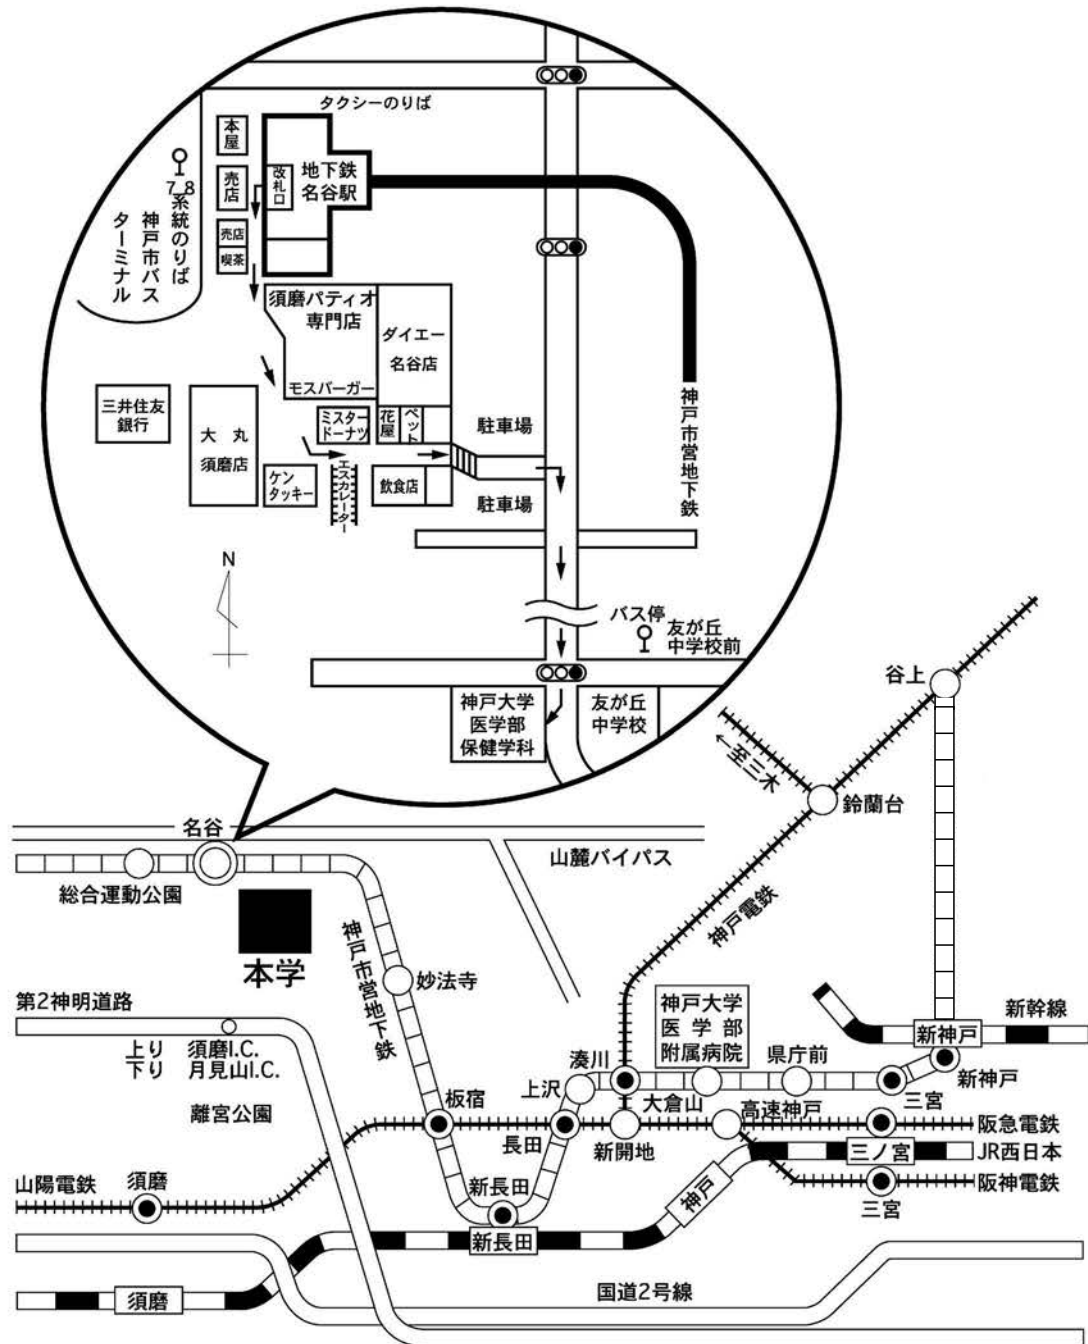 タクシーのりば
本屋
売店
改札口
地下鉄
名谷駅
7 8
系統のりば
神戸市バス
ターミナル
売店
喫茶
須磨パティオ
専門店
ダイエー
名谷店
モスバーガー
三井住友
銀行
大丸
須磨店
ミスター
ドーナツ
花屋
ペット
駐車場
ケン
タッキー
エスカレーター
飲食店
駐車場
神戸市営地下鉄
N
バス停
友が丘
中学校前
神戸大学
医学部
保健学科
友が丘
中学校
谷上
←至三木
鈴蘭台
名谷
山麓バイパス
総合運動公園
神戸電鉄
本学
神戸市営地下鉄
妙法寺
第2神明道路
上り 須磨I.C.
下り 月見山I.C.
離宮公園
神戸大学
医学部
附属病院
新幹線
新神戸
新神戸
湊川
県庁前
上沢
大倉山
三宮
板宿
長田
新開地
高速神戸
阪急電鉄
三ノ宮
JR西日本
山陽電鉄
須磨
新長田
神戸
三宮
阪神電鉄
新長田
須磨
国道2号線